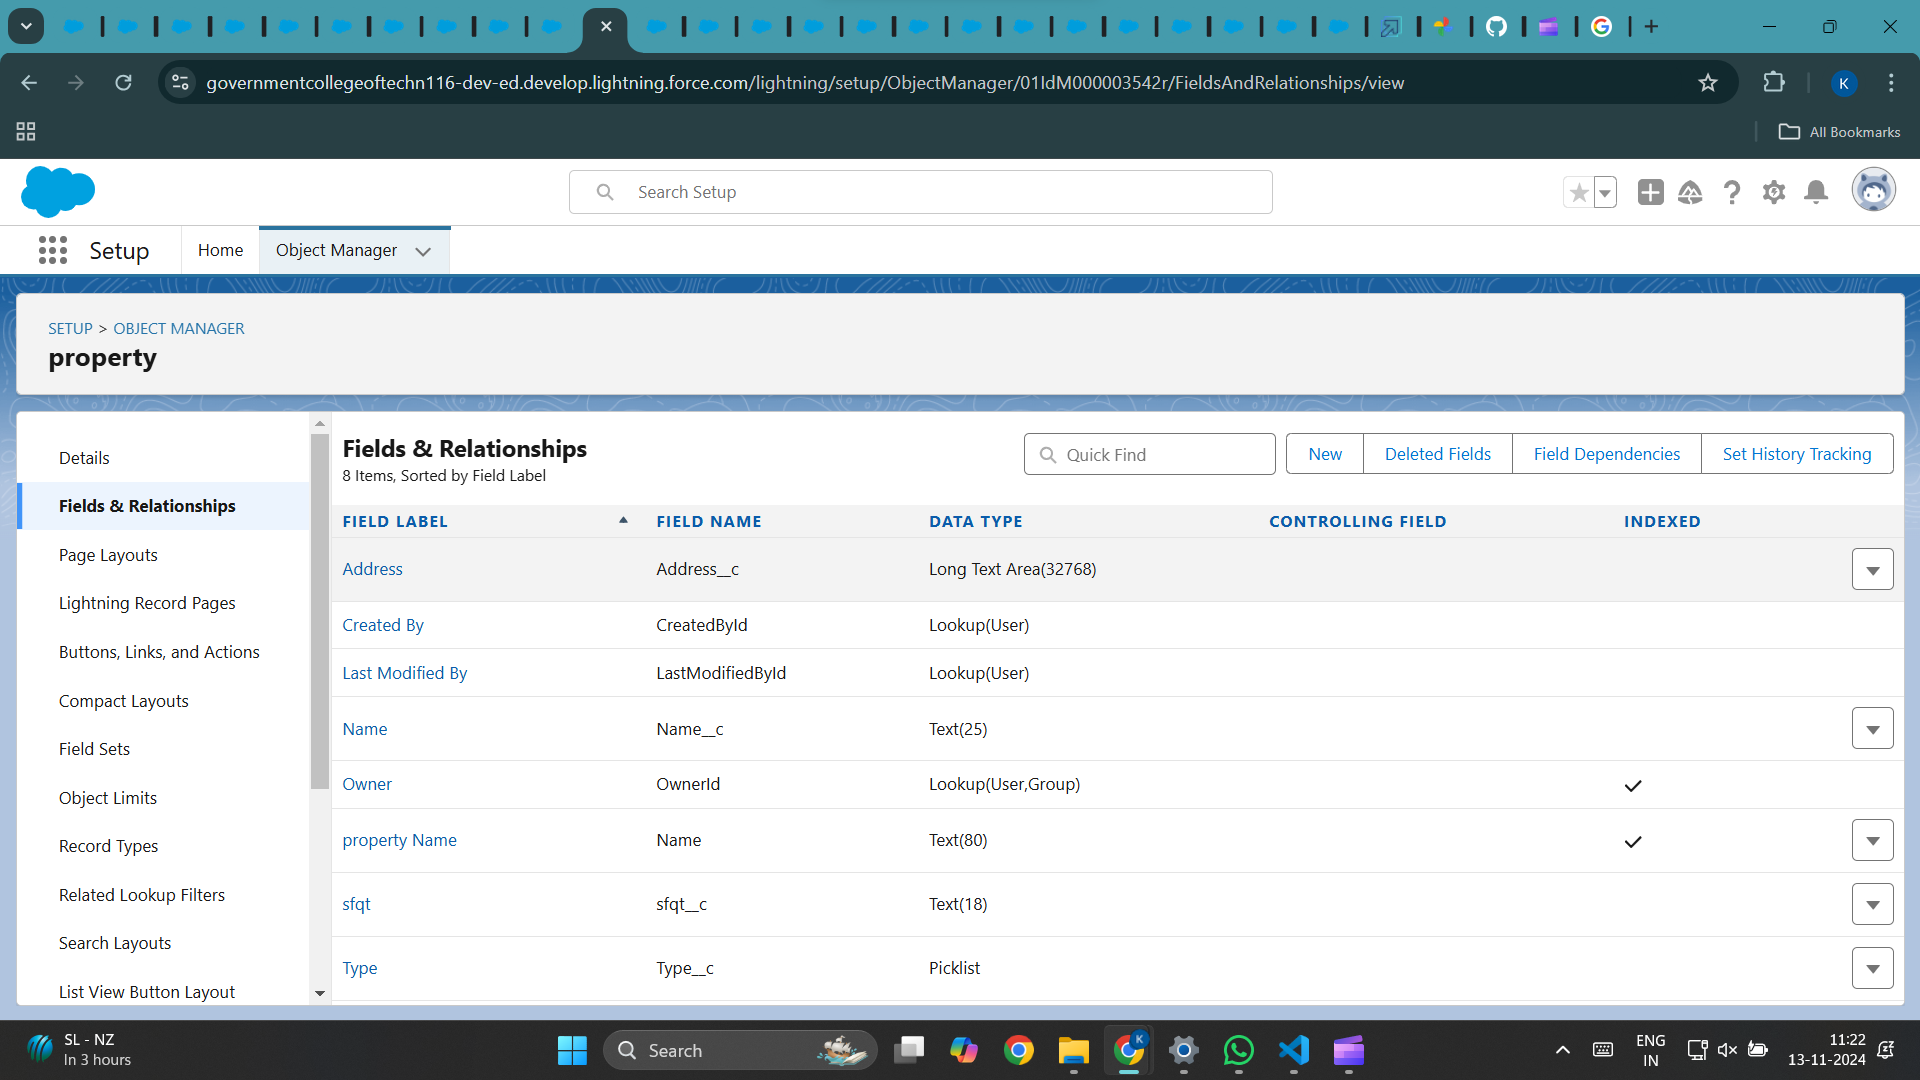 governmentcollegeoftechn116-dev-ed.develop.lightning.force.com/lightning/setup/ObjectManager/01IdM000003542r/FieldsAndRelationships/view
K
All Bookmarks
Search Setup
Setup
Home
Object Manager
SETUP > OBJECT MANAGER
property
Details
Fields & Relationships
Page Layouts
Lightning Record Pages
Buttons, Links, and Actions
Compact Layouts
Field Sets
Object Limits
Record Types
Related Lookup Filters
Search Layouts
List View Button Layout
Fields & Relationships
8 Items, Sorted by Field Label
Quick Find
New
Deleted Fields
Field Dependencies
Set History Tracking
FIELD LABEL FIELD NAME DATA TYPE CONTROLLING FIELD INDEXED
Address Address__c Long Text Area(32768)
Created By CreatedById Lookup(User)
Last Modified By LastModifiedById Lookup(User)
Name Name__c Text(25)
Owner OwnerId Lookup(User,Group)
property Name Name Text(80)
sfqt sfqt__c Text(18)
Type Type__c Picklist
SL - NZ
In 3 hours
Search
K
ENG
IN
11:22
13-11-2024